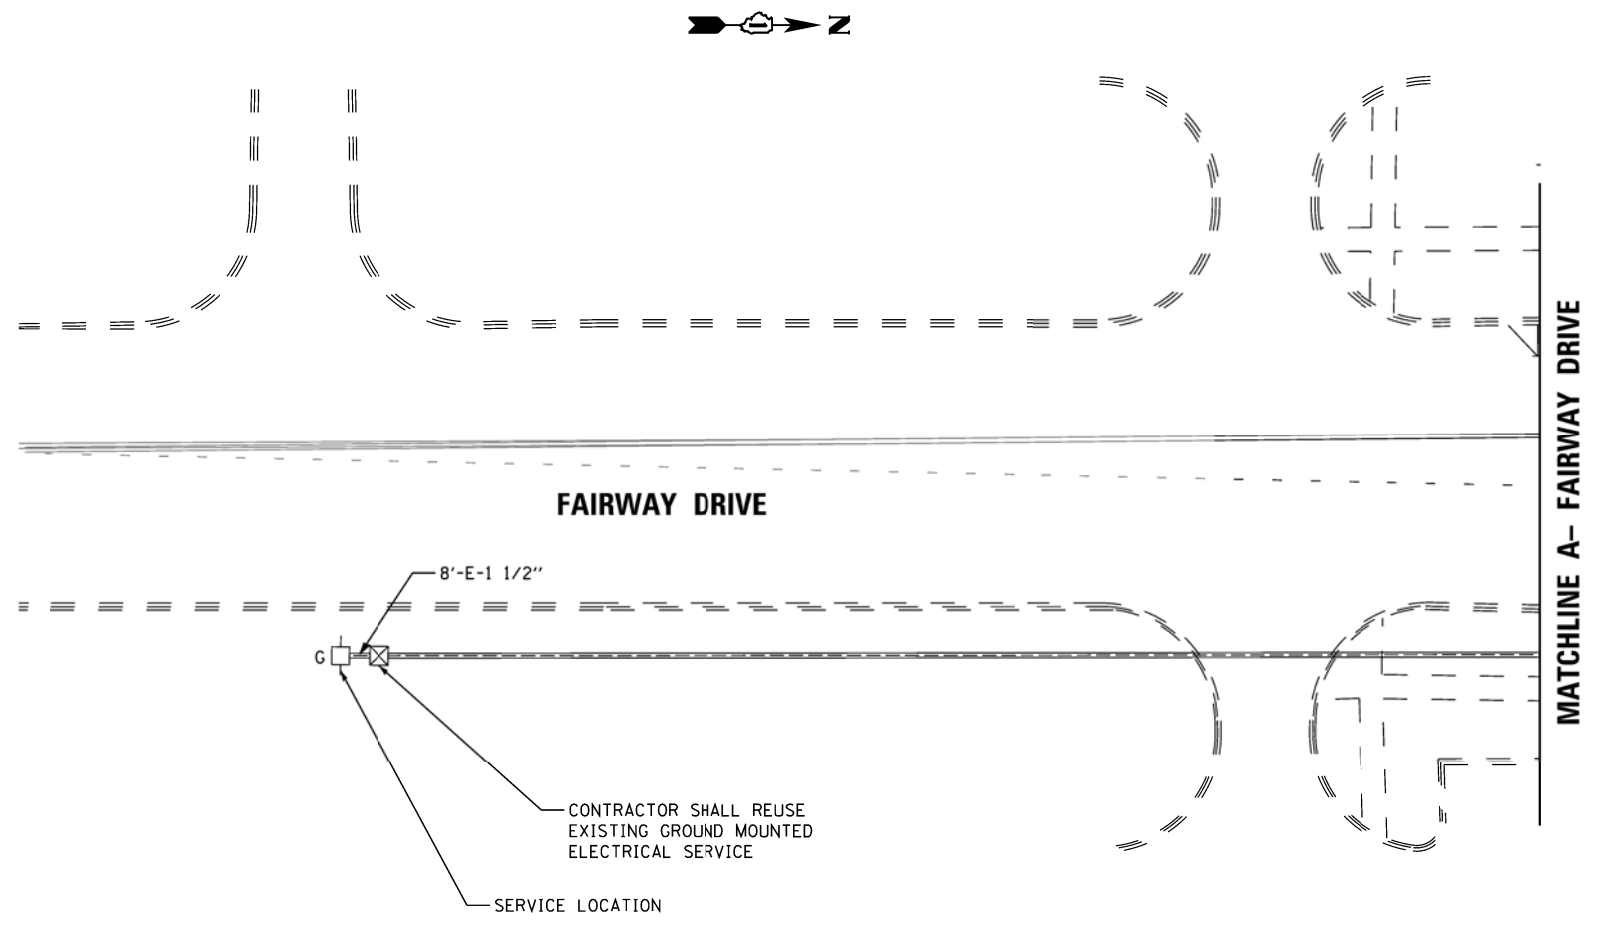 N
FAIRWAY DRIVE
8'-E-1 1/2"
G
CONTRACTOR SHALL REUSE
EXISTING GROUND MOUNTED
ELECTRICAL SERVICE
SERVICE LOCATION
MATCHLINE A- FAIRWAY DRIVE